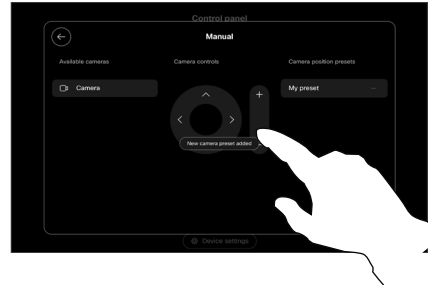 Control panel
Manual
Available cameras
Camera controls
Camera position presets
Camera
My preset
New camera preset added
Device settings